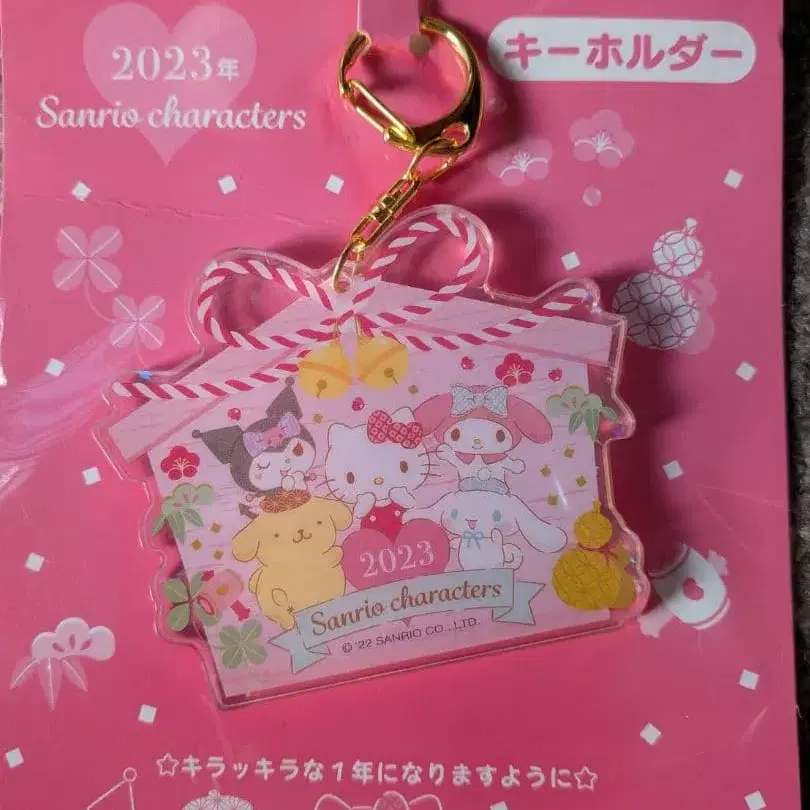 2023年
Sanrio characters
キーホルダー
2023
Sanrio characters
© '22 SANRIO CO., LTD.
☆キラッキラな1年になりますように☆